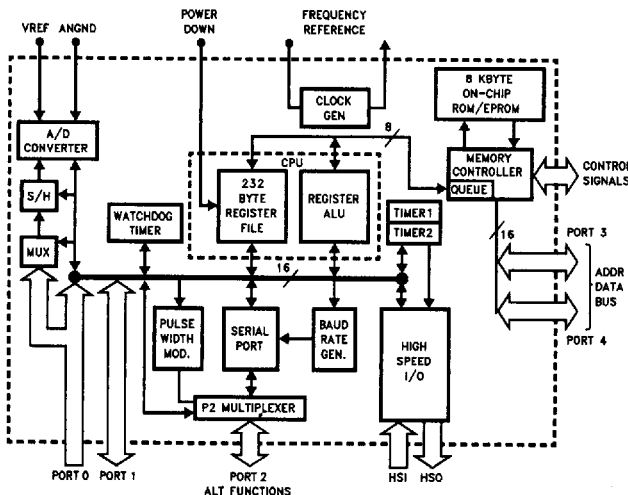 VREF ANGND
POWER
DOWN
FREQUENCY
REFERENCE
CLOCK
GEN
8 KBYTE
ON-CHIP
ROM/EPROM
A/D
CONVERTER
8
CPU
MEMORY
CONTROLLER
QUEUE
CONTROL
SIGNALS
S/H
232
BYTE
REGISTER
FILE
REGISTER
ALU
WATCHDOG
TIMER
TIMER1
TIMER2
16
PORT 3
MUX
16
ADDR
DATA
BUS
PORT 4
PULSE
WIDTH
MOD.
SERIAL
PORT
BAUD
RATE
GEN.
HIGH
SPEED
I/O
P2 MULTIPLEXER
PORT 0
PORT 1
PORT 2
ALT FUNCTIONS
HSI
HSO